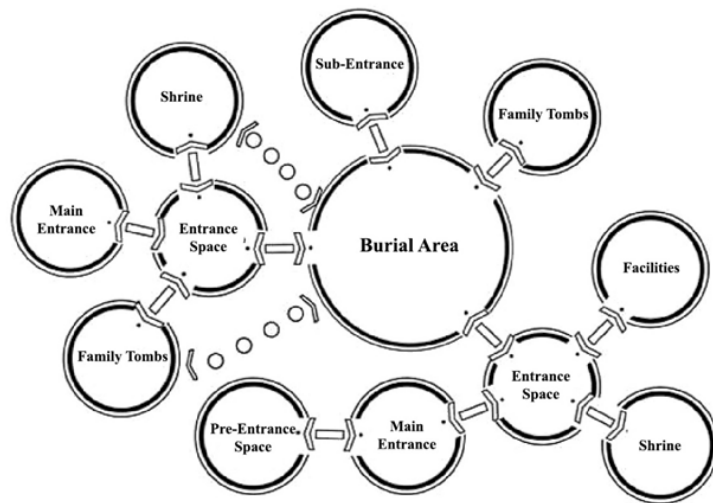 Sub-Entrance
Shrine
Family Tombs
Main
Entrance
Entrance
Space
Burial Area
Facilities
Family Tombs
Entrance
Space
Pre-Entrance
Space
Main
Entrance
Shrine